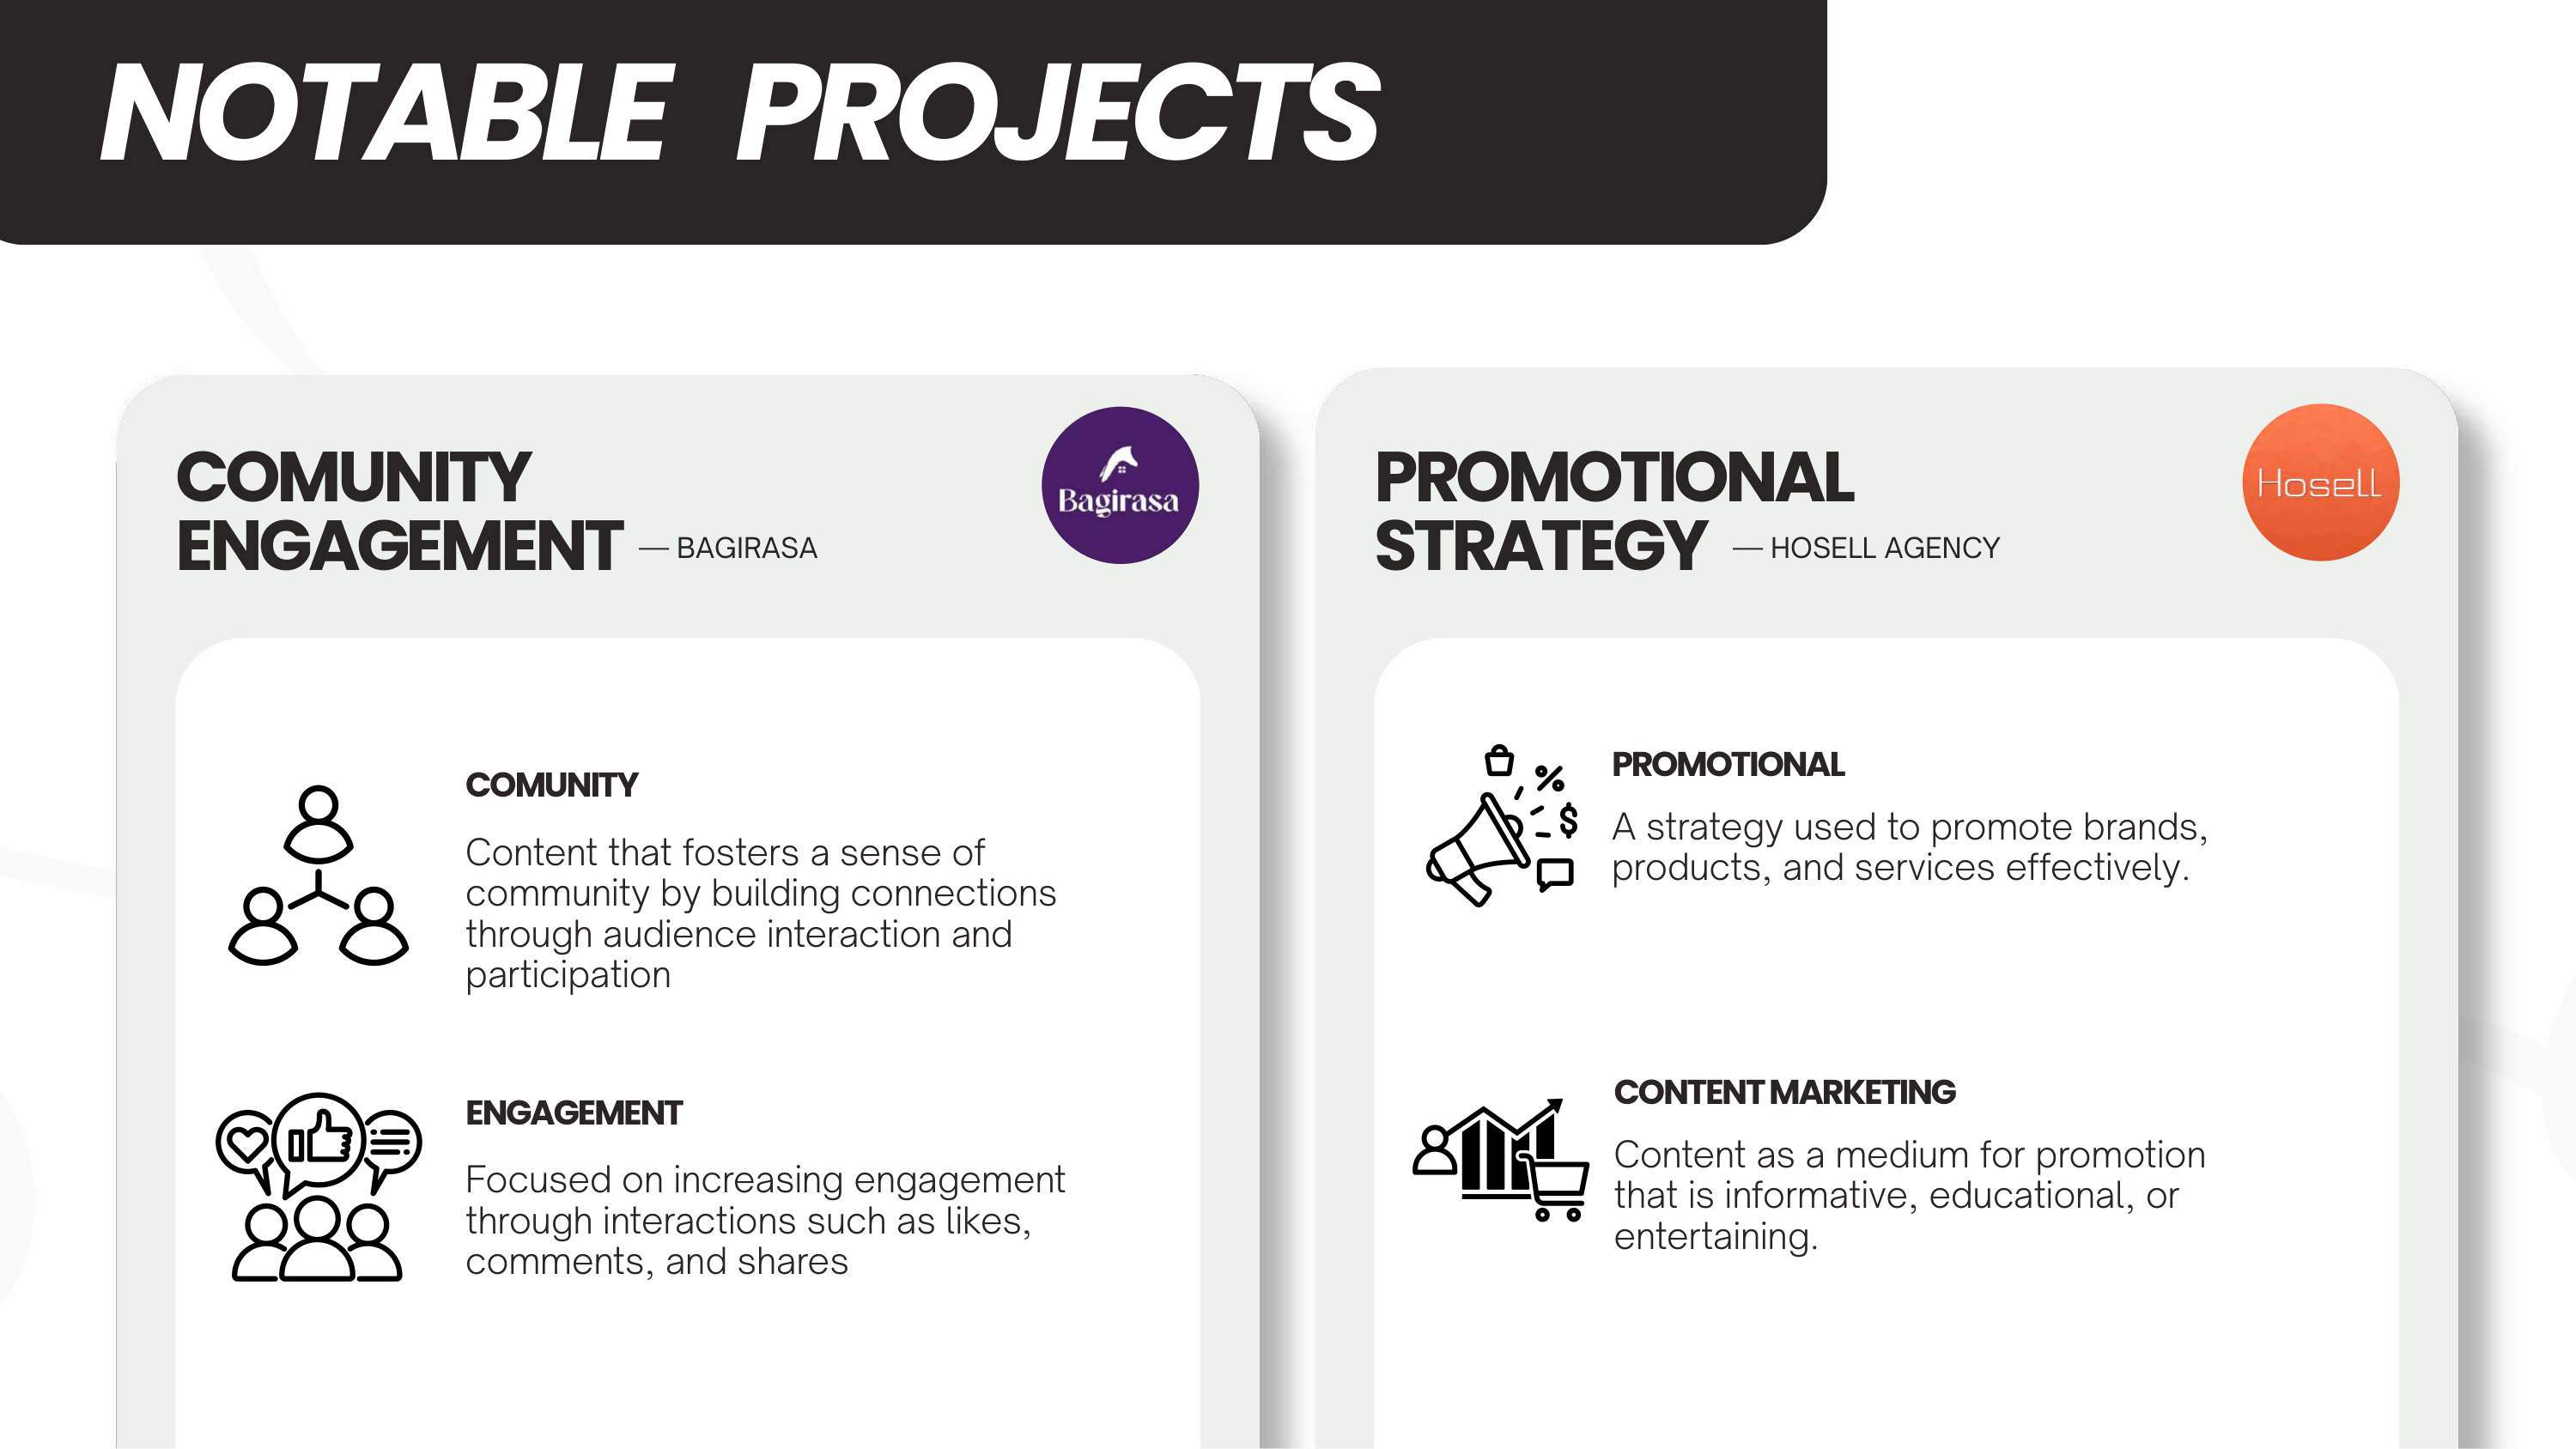 NOTABLE PROJECTS
COMUNITY
ENGAGEMENT — BAGIRASA
Bagirasa
COMUNITY
Content that fosters a sense of
community by building connections
through audience interaction and
participation
ENGAGEMENT
Focused on increasing engagement
through interactions such as likes,
comments, and shares
PROMOTIONAL
STRATEGY — HOSELL AGENCY
Hosell
% 
$
PROMOTIONAL
A strategy used to promote brands,
products, and services effectively.
CONTENT MARKETING
Content as a medium for promotion
that is informative, educational, or
entertaining.